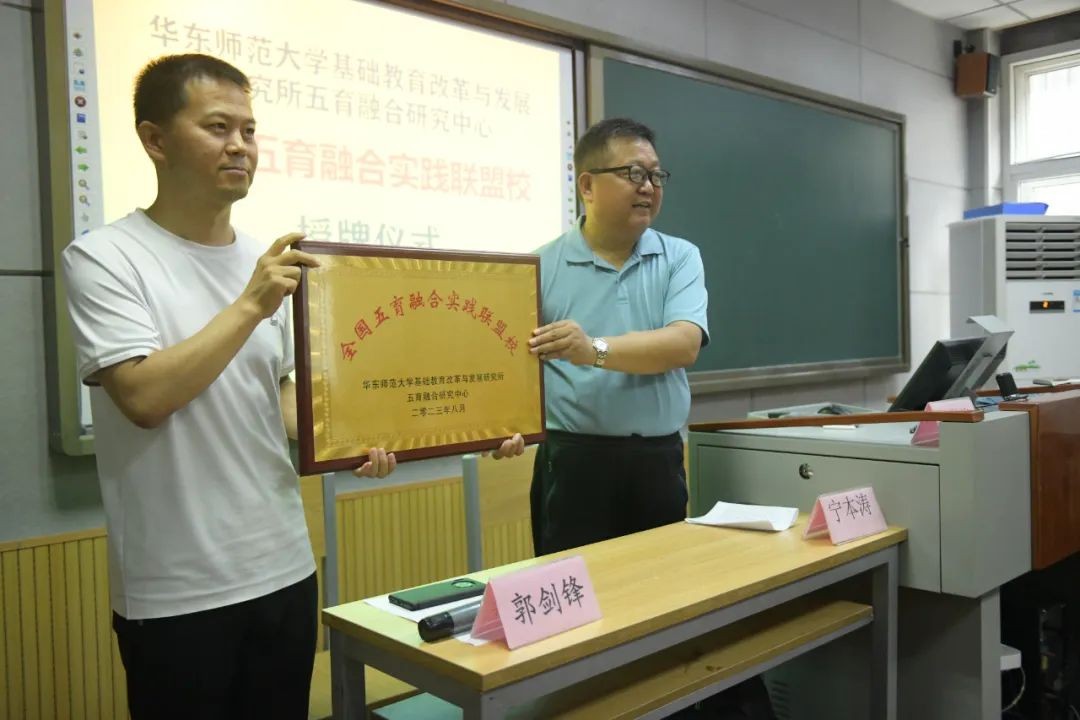 华东师范大学基础教育改革与发展
究所五育融合研究中心
五育融合实践联盟校
授牌仪式
全国五育融合实践联盟校
华东师范大学基础教育改革与发展研究所
五育融合研究中心
二零二三年八月
郭剑锋
宁本涛